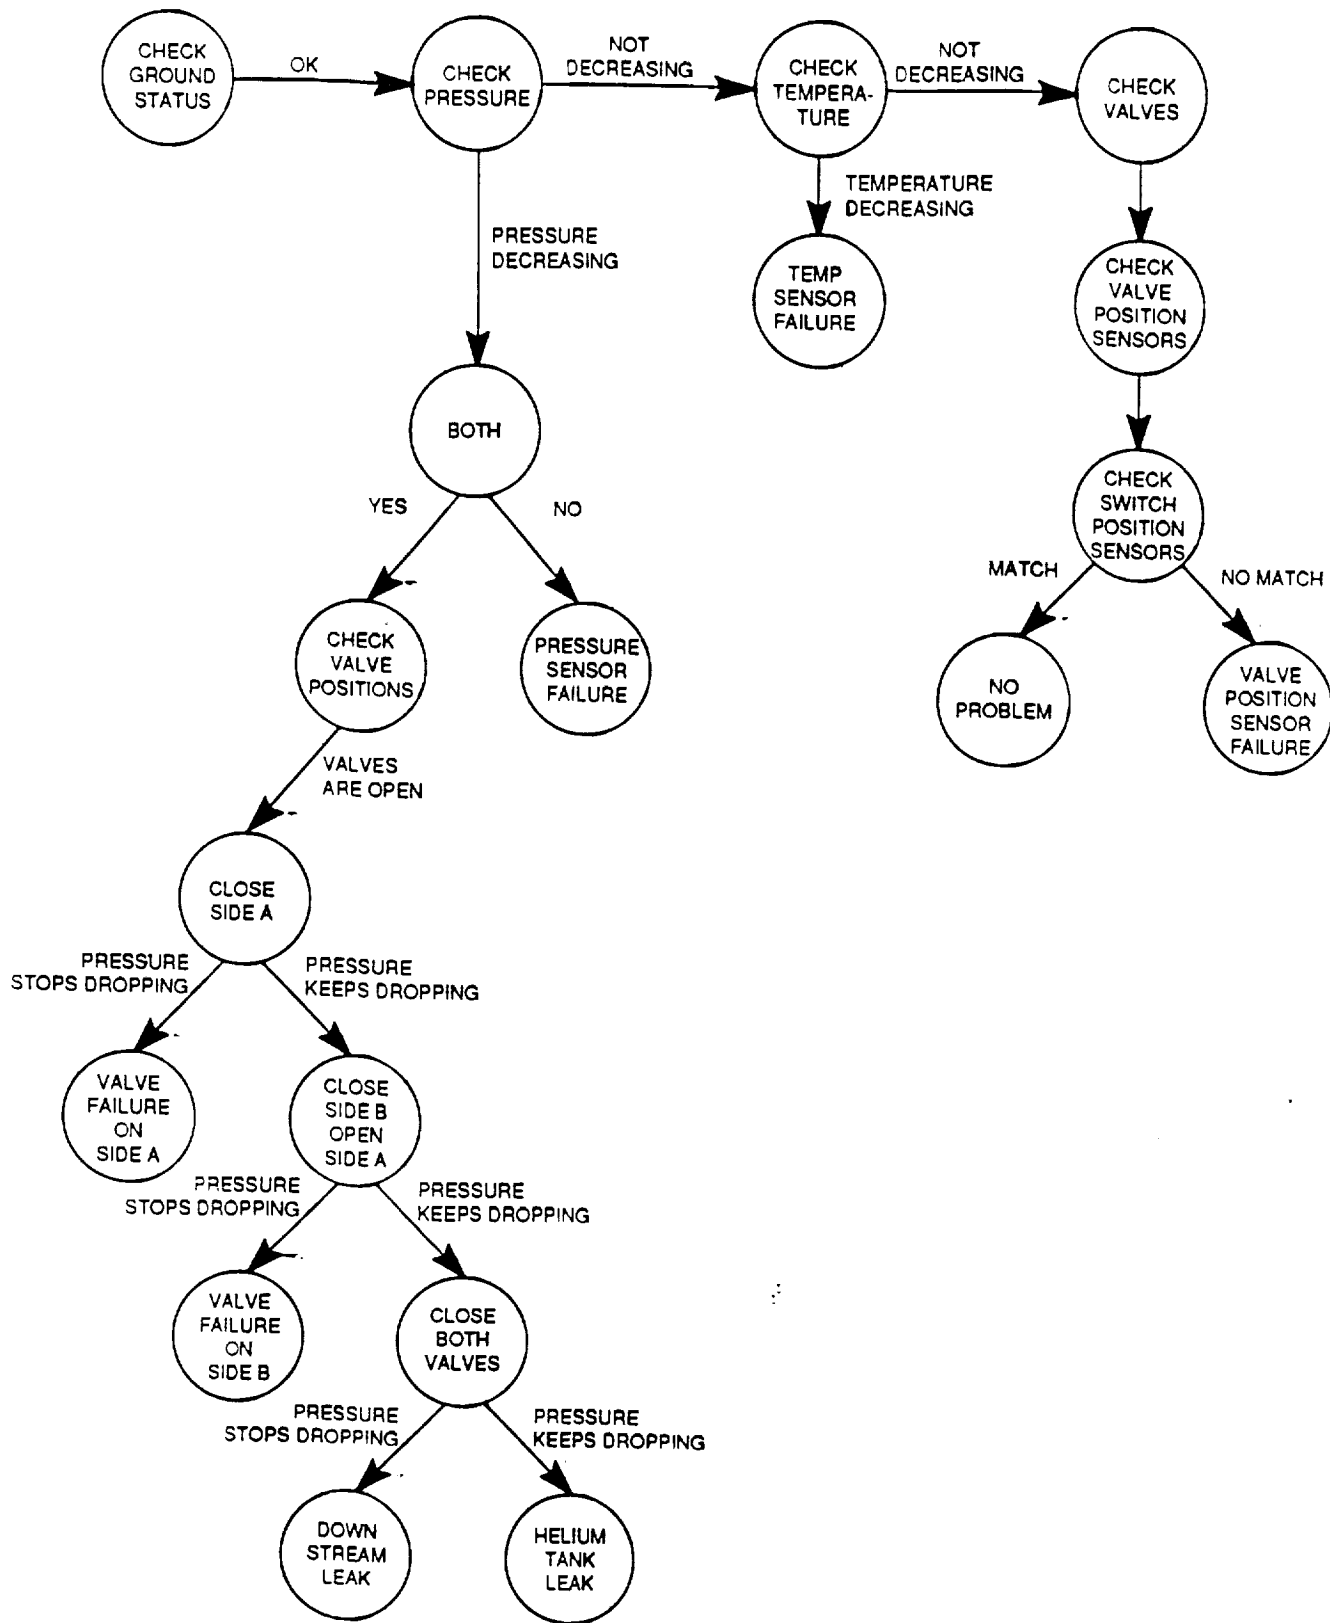 CHECK
GROUND
STATUS
OK
CHECK
PRESSURE
NOT
DECREASING
CHECK
TEMPERA-
TURE
NOT
DECREASING
CHECK
VALVES
TEMPERATURE
DECREASING
TEMP
SENSOR
FAILURE
CHECK
VALVE
POSITION
SENSORS
PRESSURE
DECREASING
BOTH
YES
NO
CHECK
SWITCH
POSITION
SENSORS
MATCH
NO MATCH
NO
PROBLEM
VALVE
POSITION
SENSOR
FAILURE
CHECK
VALVE
POSITIONS
PRESSURE
SENSOR
FAILURE
VALVES
ARE OPEN
CLOSE
SIDE A
PRESSURE
STOPS DROPPING
PRESSURE
KEEPS DROPPING
VALVE
FAILURE
ON
SIDE A
CLOSE
SIDE B
OPEN
SIDE A
PRESSURE
STOPS DROPPING
PRESSURE
KEEPS DROPPING
VALVE
FAILURE
ON
SIDE B
CLOSE
BOTH
VALVES
PRESSURE
STOPS DROPPING
PRESSURE
KEEPS DROPPING
DOWN
STREAM
LEAK
HELIUM
TANK
LEAK